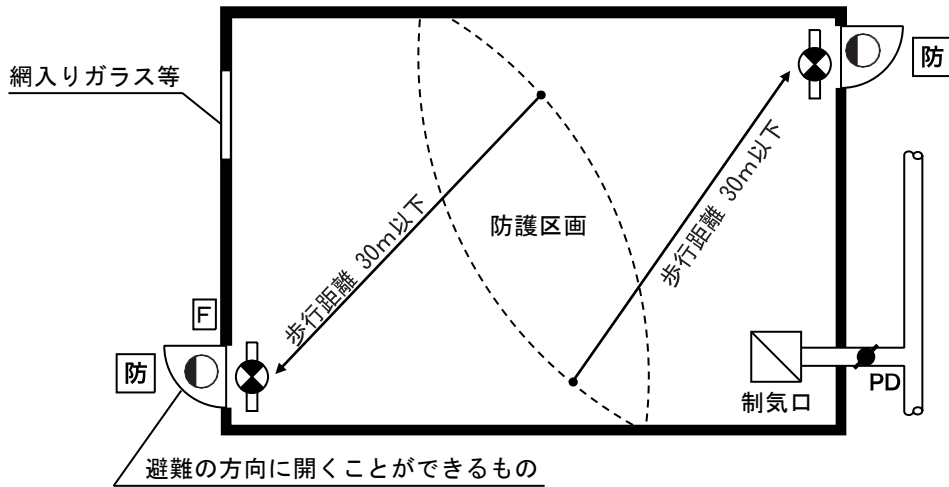 防
網入りガラス等
歩行距離 30m以下
歩行距離 30m以下
防護区画
F
防
制気口
PD
避難の方向に開くことができるもの